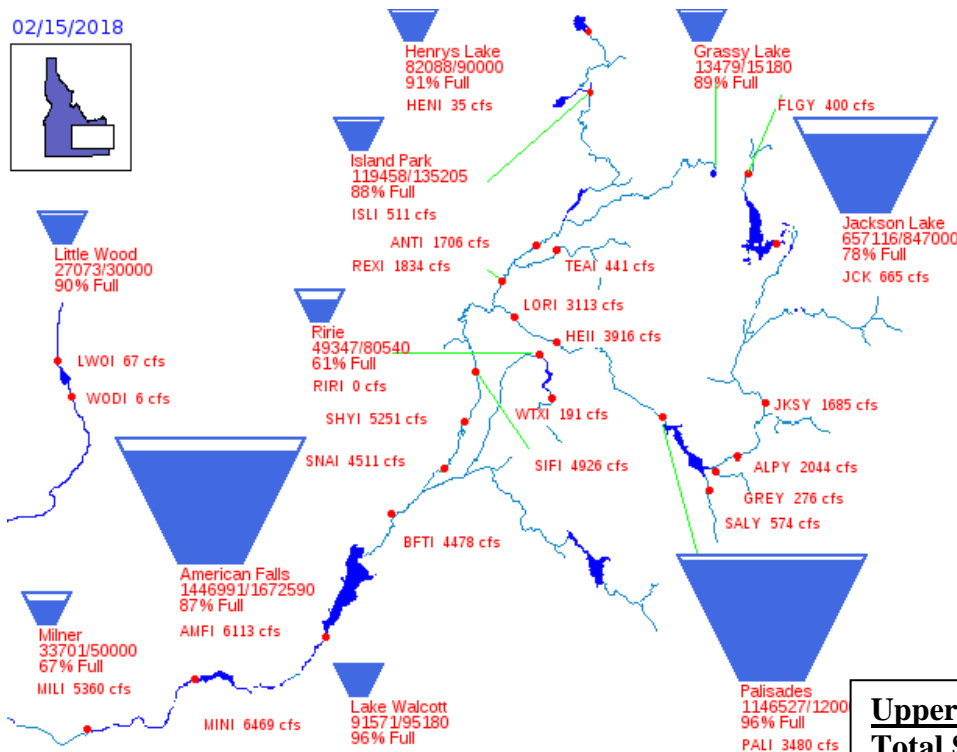 02/15/2018
Henrys Lake
82088/90000
91% Full
HENI 35 cfs
Grassy Lake
13479/15180
89% Full
FLGY 400 cfs
Island Park
119458/135205
88% Full
ISLI 511 cfs
Jackson Lake
657116/847000
78% Full
JCK 665 cfs
Little Wood
27073/30000
90% Full
ANTI 1706 cfs
REXI 1834 cfs
TEAI 441 cfs
LORI 3113 cfs
HEII 3916 cfs
Ririe
49347/80540
61% Full
RIRI 0 cfs
LWOI 67 cfs
WODI 6 cfs
SHYI 5251 cfs
WTXI 191 cfs
JKSY 1685 cfs
SNAI 4511 cfs
SIFI 4926 cfs
ALPY 2044 cfs
GREY 276 cfs
SALY 574 cfs
BFTI 4478 cfs
American Falls
1446991/1672590
87% Full
AMFI 6113 cfs
Milner
33701/50000
67% Full
MILI 5360 cfs
MINI 6469 cfs
Lake Walcott
91571/95180
96% Full
Palisades
1146527/1200
96% Full
PALI 3480 cfs
Upper
Total